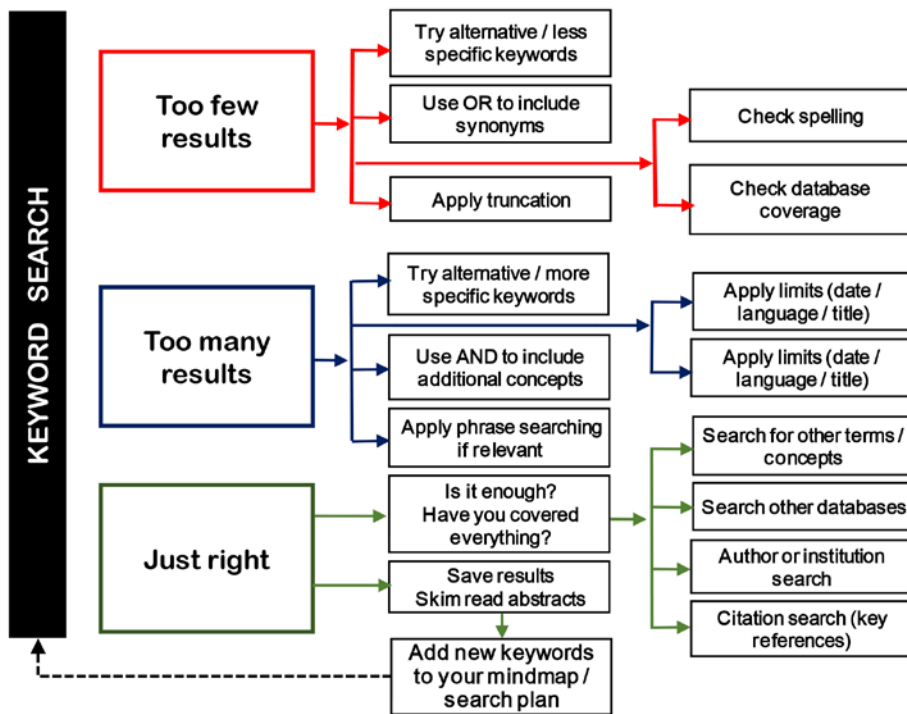 KEYWORD SEARCH
Too few
results
Try alternative / less
specific keywords
Use OR to include
synonyms
Apply truncation
Check spelling
Check database
coverage
Too many
results
Try alternative / more
specific keywords
Use AND to include
additional concepts
Apply phrase searching
if relevant
Apply limits (date /
language / title)
Apply limits (date /
language / title)
Just right
Is it enough?
Have you covered
everything?
Save results
Skim read abstracts
Add new keywords
to your mindmap /
search plan
Search for other terms /
concepts
Search other databases
Author or institution
search
Citation search (key
references)